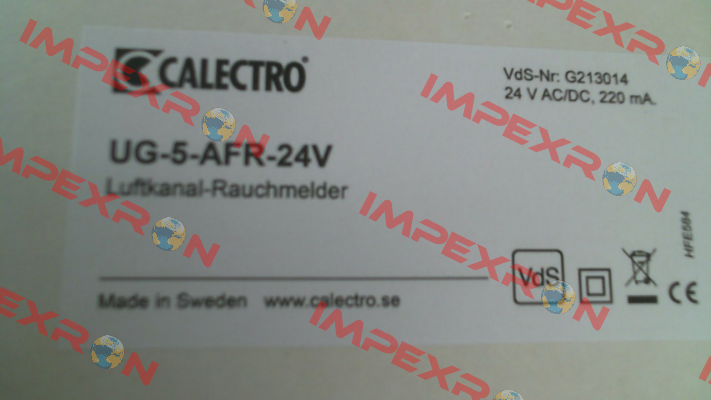 CALECTRO
VdS-Nr: G213014
24 V AC/DC, 220 mA.
UG-5-AFR-24V
Luftkanal-Rauchmelder
HFE584
VdS
CE
Made in Sweden www.calectro.se
IMPEXRON
IMPEXRON
IMPEXRON
IMPEXRON
IMPEXRON
IMPEXRON